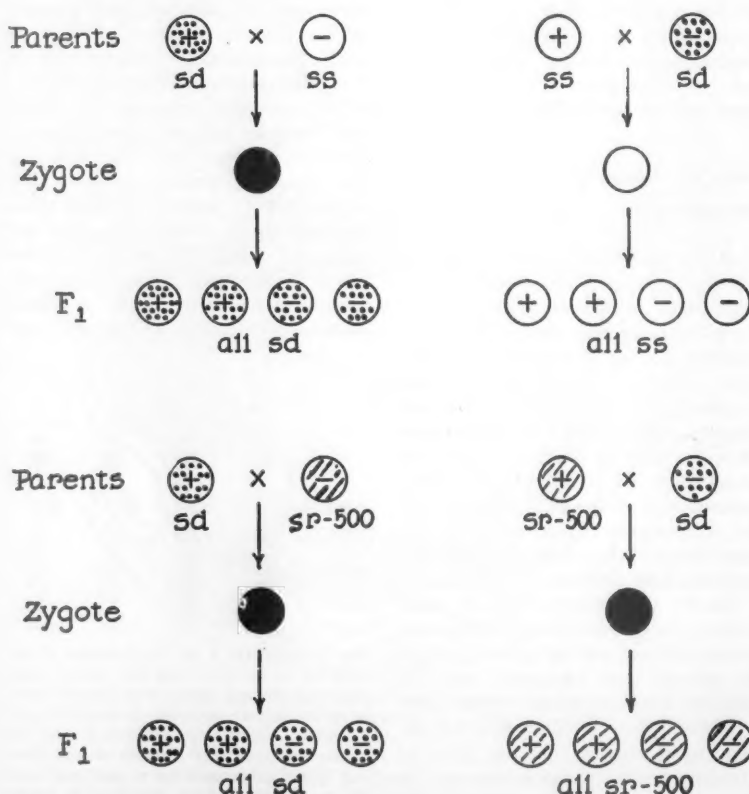 Parents + × - + × -
sd ss ss sd
Zygote
F1 + + - - + + - -
all sd all ss
Parents + × - + × -
sd sr-500 sr-500 sd
Zygote
F1 + + - - + + - -
all sd all sr-500